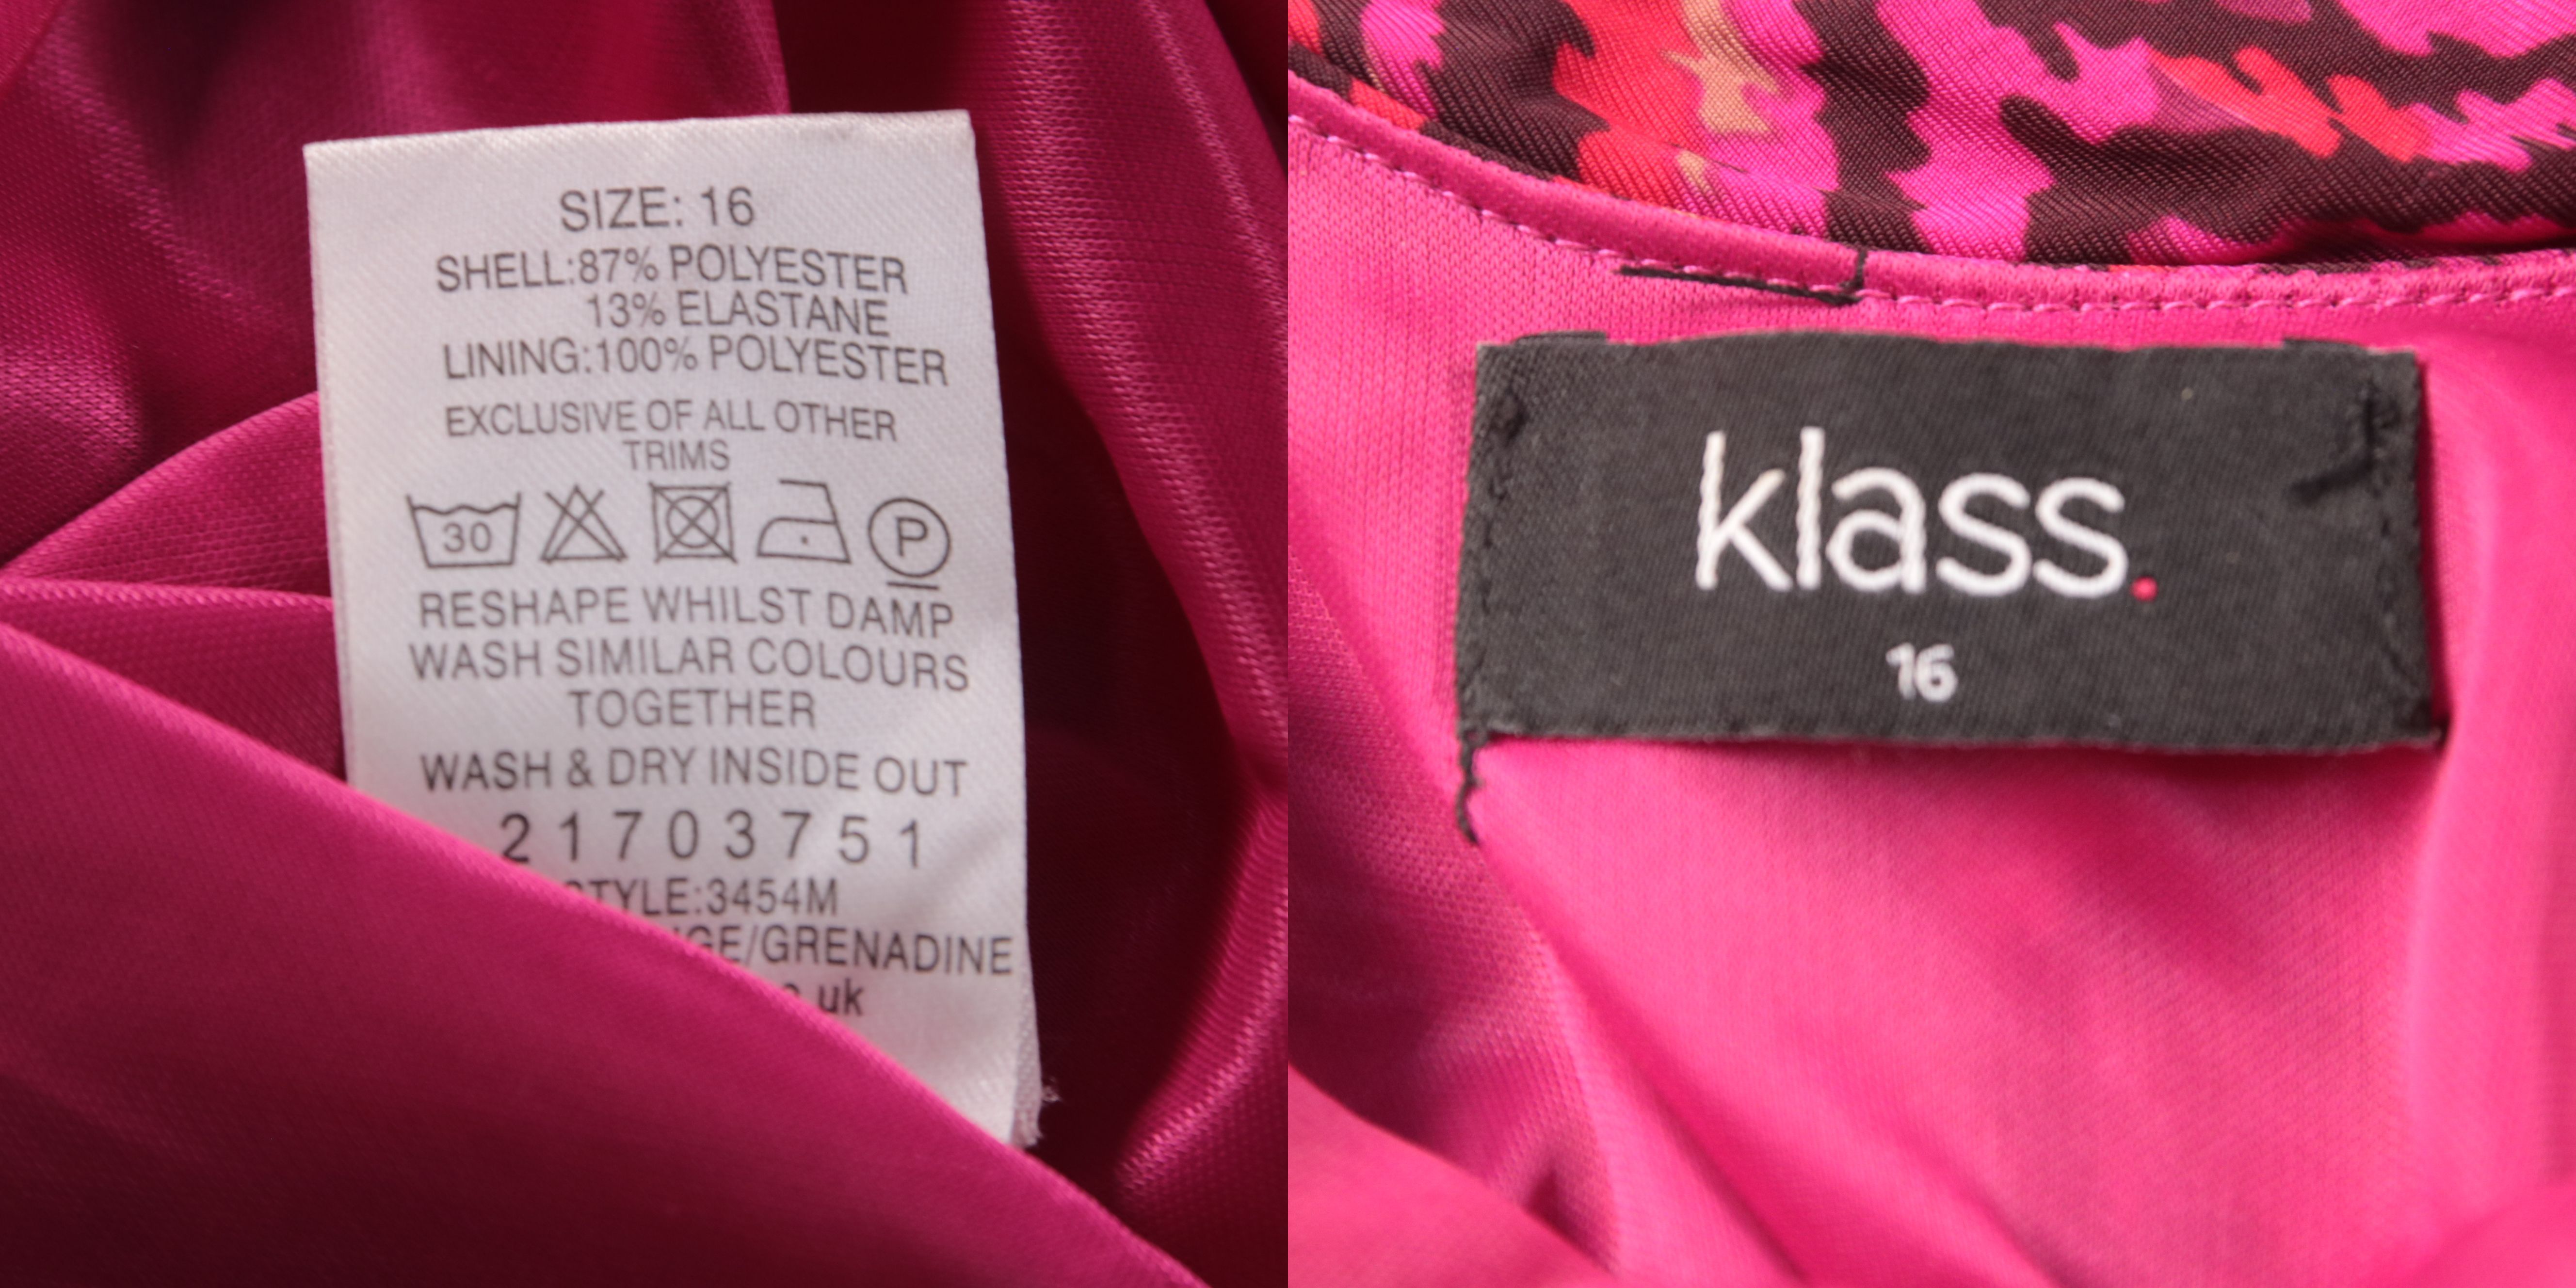 SIZE: 16
SHELL:87% POLYESTER
13% ELASTANE
LINING:100% POLYESTER
EXCLUSIVE OF ALL OTHER
TRIMS
30 P
RESHAPE WHILST DAMP
WASH SIMILAR COLOURS
TOGETHER
WASH & DRY INSIDE OUT
21703751
STYLE:3454M
/GRENADINE
uk
klass.
16